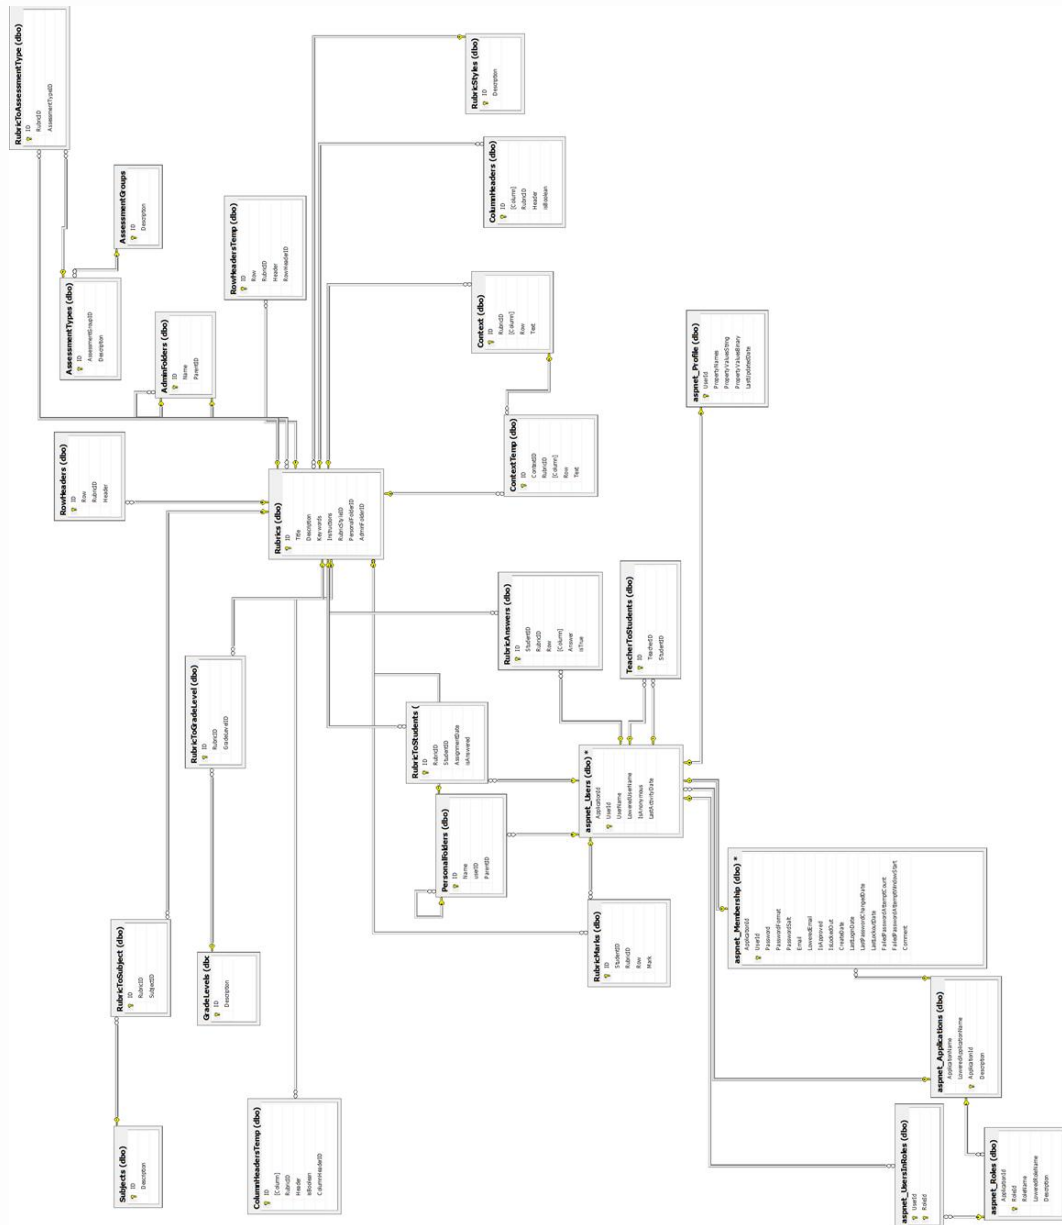 Subjects (dbo)
ID
Description
RubricToSubject (dbo)
ID
RubricID
SubjectID
RowHeaders (dbo)
ID
Row
RubricID
Header
AssessmentTypes (dbo)
ID
AssessmentGroupID
Description
RubricToAssessmentType (dbo)
ID
RubricID
AssessmentTypeID
AssessmentGroups
ID
Description
AdminFolders (dbo)
ID
Name
ParentID
GradeLevels (dbc
ID
Description
RubricToGradeLevel (dbo)
ID
RubricID
GradeLevelID
RowHeadersTemp (dbo)
ID
Row
RubricID
Header
RowHeaderID
ColumnHeadersTemp (dbo)
ID
[Column]
RubricID
Header
isBoolean
ColumnHeaderID
Rubrics (dbo)
ID
Title
Description
Keywords
Instructions
RubricStyleID
PersonalFolderID
AdminFolderID
RubricToStudents (
ID
RubricID
StudentID
AssignmentDate
isAnswered
PersonalFolders (dbo)
ID
Name
userID
ParentID
RubricStyles (dbo)
ID
Description
ColumnHeaders (dbo)
ID
[Column]
RubricID
Header
isBoolean
Context (dbo)
ID
RubricID
[Column]
Row
Text
ContextTemp (dbo)
ID
ContextID
RubricID
[Column]
Row
Text
RubricAnswers (dbo)
ID
StudentID
RubricID
Row
[Column]
Answer
isTrue
RubricMarks (dbo)
ID
StudentID
RubricID
Row
Mark
aspnet_Users (dbo) *
ApplicationId
UserId
UserName
LoweredUserName
IsAnonymous
LastActivityDate
TeacherToStudents (dbo)
ID
TeacherID
StudentID
aspnet_Profile (dbo)
UserId
PropertyNames
PropertyValuesString
PropertyValuesBinary
LastUpdatedDate
aspnet_Membership (dbo) *
ApplicationId
UserId
Password
PasswordFormat
PasswordSalt
Email
LoweredEmail
IsApproved
IsLockedOut
CreateDate
LastLoginDate
LastPasswordChangedDate
LastLockoutDate
FailedPasswordAttemptCount
FailedPasswordAttemptWindowStart
Comment
aspnet_UsersInRoles (dbo)
UserId
RoleId
aspnet_Applications (dbo)
ApplicationName
LoweredApplicationName
ApplicationId
Description
aspnet_Roles (dbo)
ApplicationId
RoleId
RoleName
LoweredRoleName
Description